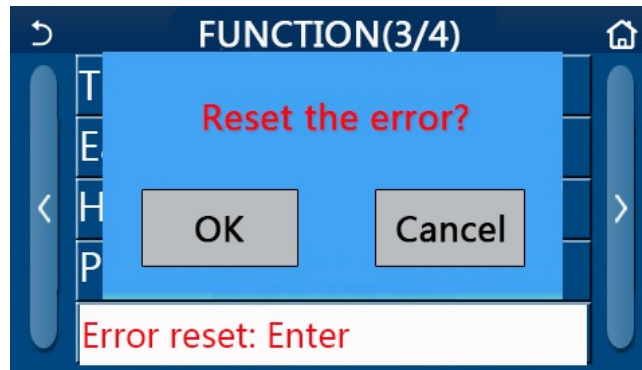 FUNCTION(3/4)
Reset the error?
OK
Cancel
Error reset: Enter